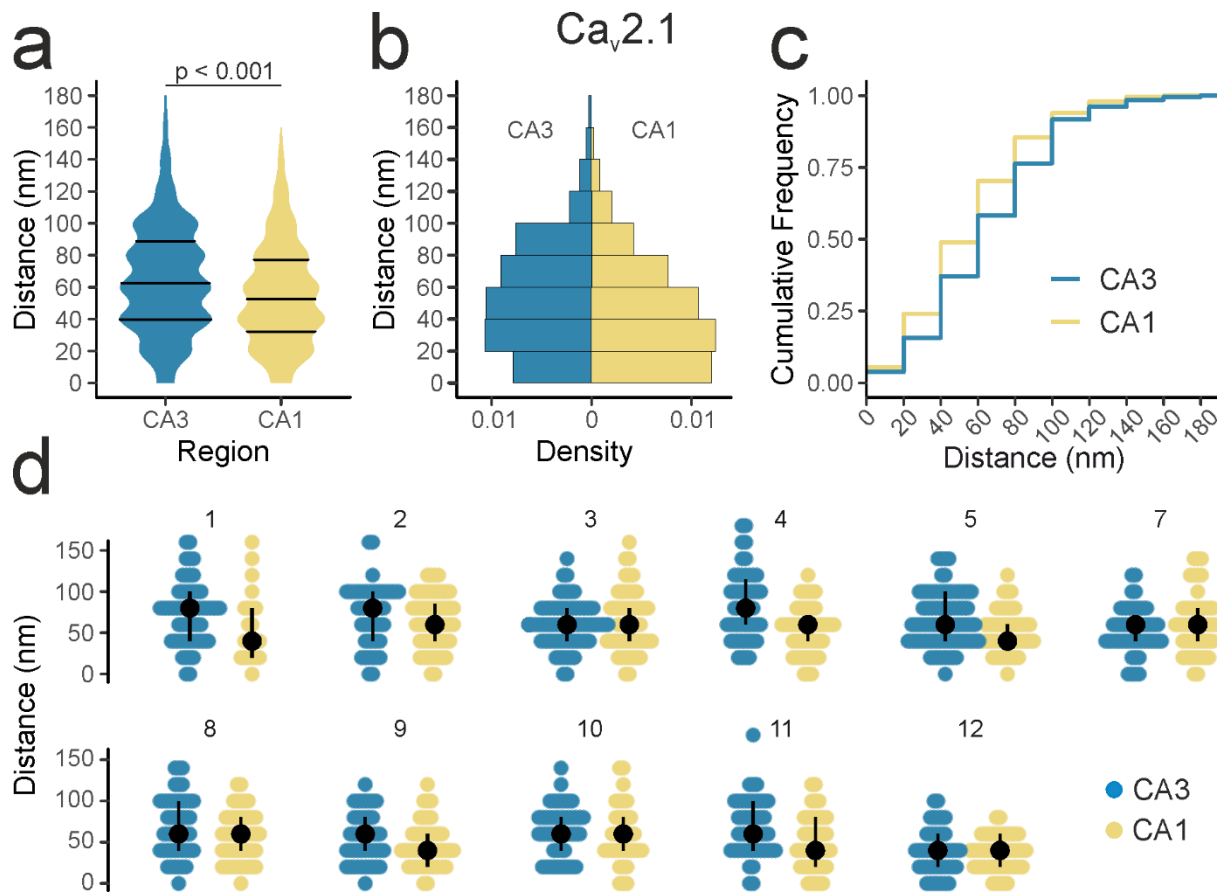 a
p < 0.001
180
160
140
120
100
80
60
40
20
0
Distance (nm)
CA3 CA1
Region
b
Cav2.1
CA3 CA1
180
160
140
120
100
80
60
40
20
0
Distance (nm)
0.01 0 0.01
Density
c
1.00
0.75
0.50
0.25
0.00
Cumulative Frequency
CA3
CA1
0 20 40 60 80 100 120 140 160 180
Distance (nm)
d
1 2 3 4 5 7
150
100
50
0
Distance (nm)
8 9 10 11 12
150
100
50
0
CA3
CA1